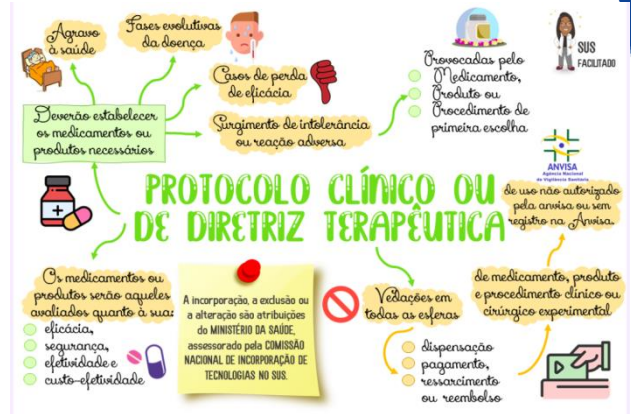 Agravo
à saúde
Fases evolutivas
da doença
Casos de perda
de eficácia
Surgimento de intolerância
ou reação adversa
Provocadas pelo
Medicamento,
Produto ou
Procedimento de
primeira escolha
SUS
FACILITADO
Deverão estabelecer
os medicamentos ou
produtos necessários
PROTOCOLO CLÍNICO OU
DE DIRETRIZ TERAPÊUTICA
ANVISA
Agência Nacional
de Vigilância Sanitária
de uso não autorizado
pela anvisa ou sem
registro na Anvisa.
Os medicamentos ou
produtos serão aqueles
avaliados quanto à sua:
eficácia,
segurança,
efetividade e
custo-efetividade
A incorporação, a exclusão ou
a alteração são atribuições
do MINISTÉRIO DA SAÚDE,
assessorado pela COMISSÃO
NACIONAL DE INCORPORAÇÃO DE
TECNOLOGIAS NO SUS.
Vedações em
todas as esferas
dispensação
pagamento,
ressarcimento
ou reembolso
de medicamento, produto
e procedimento clínico ou
cirúrgico experimental